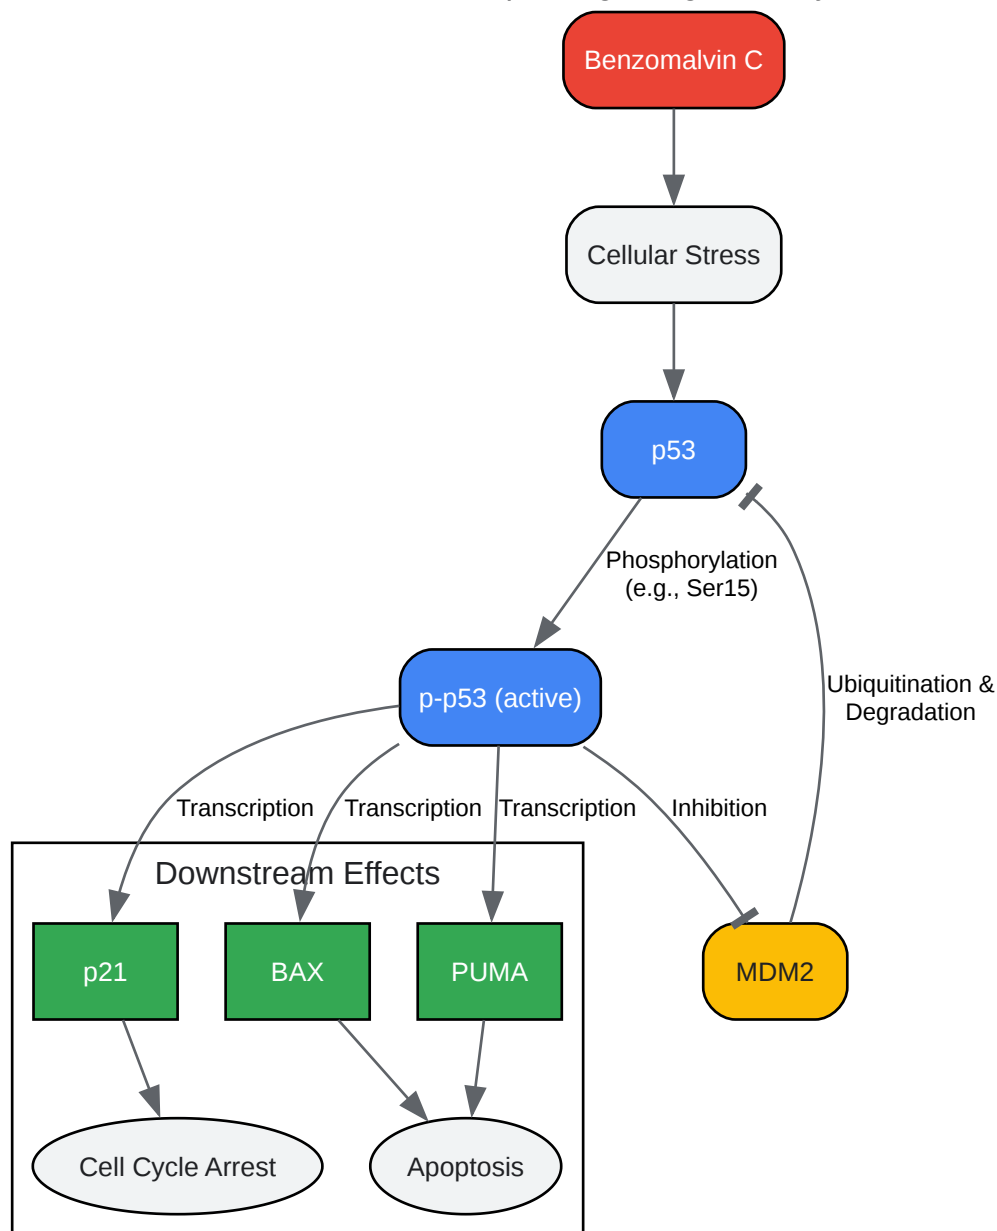 Benzomalvin C
Cellular Stress
p53
Phosphorylation
(e.g., Ser15)
p-p53 (active)
Ubiquitination &
Degradation
Transcription
Transcription
Transcription
Inhibition
Downstream Effects
p21
BAX
PUMA
MDM2
Cell Cycle Arrest
Apoptosis